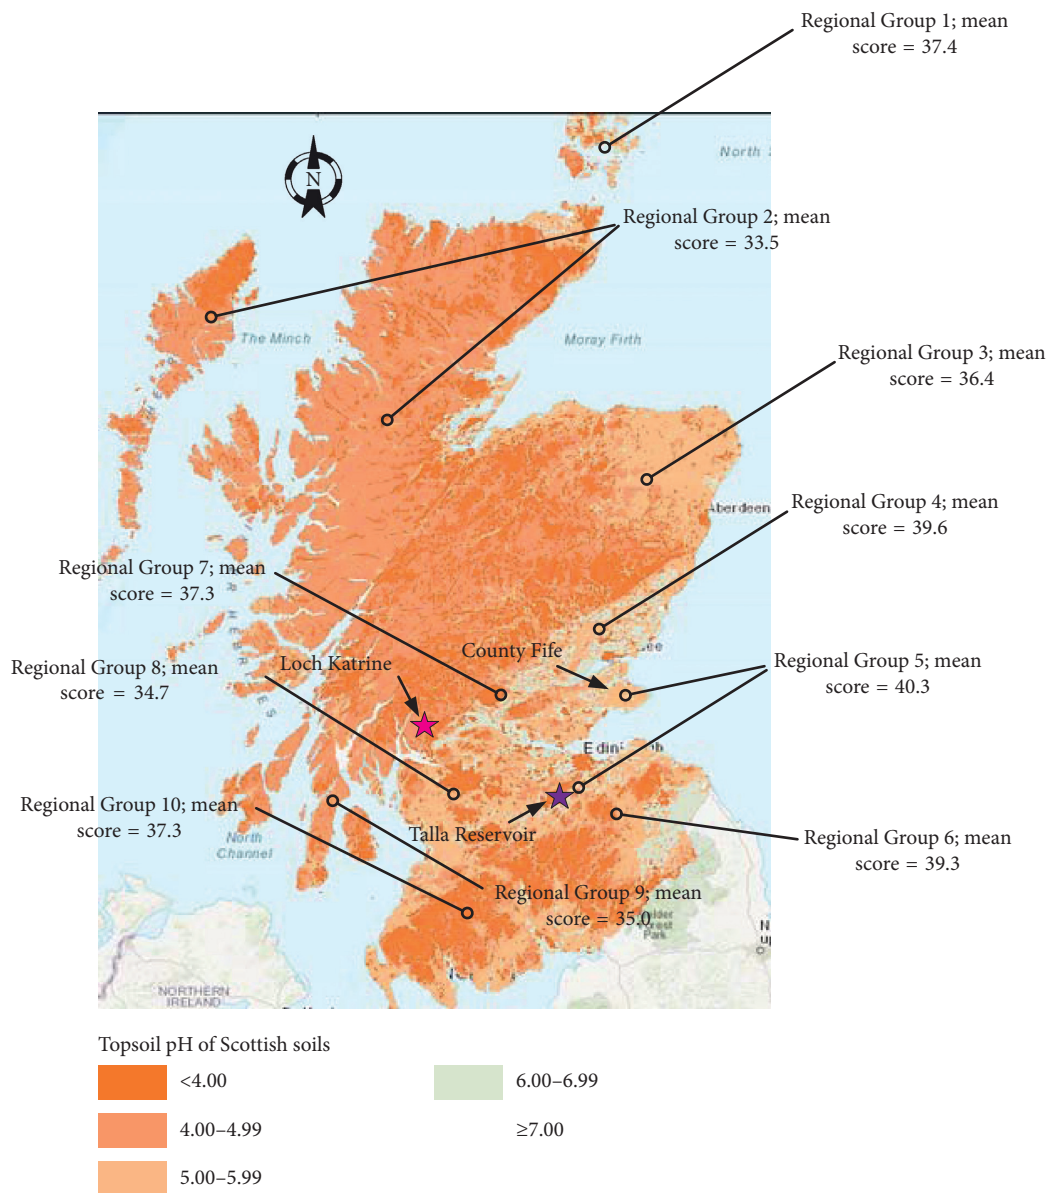 Regional Group 1; mean
score = 37.4
N
North
Regional Group 2; mean
score = 33.5
The Minch
Moray Firth
Regional Group 3; mean
score = 36.4
Regional Group 4; mean
score = 39.6
Aberdeen
Regional Group 7; mean
score = 37.3
County Fife
Loch Katrine
Regional Group 5; mean
score = 40.3
Regional Group 8; mean
score = 34.7
Regional Group 10; mean
score = 37.3
Talla Reservoir
North
Channel
Regional Group 6; mean
score = 39.3
Regional Group 9; mean
score = 35.0
Forest
Park
NORTHERN
IRELAND
Topsoil pH of Scottish soils
<4.00
4.00–4.99
5.00–5.99
6.00–6.99
≥7.00